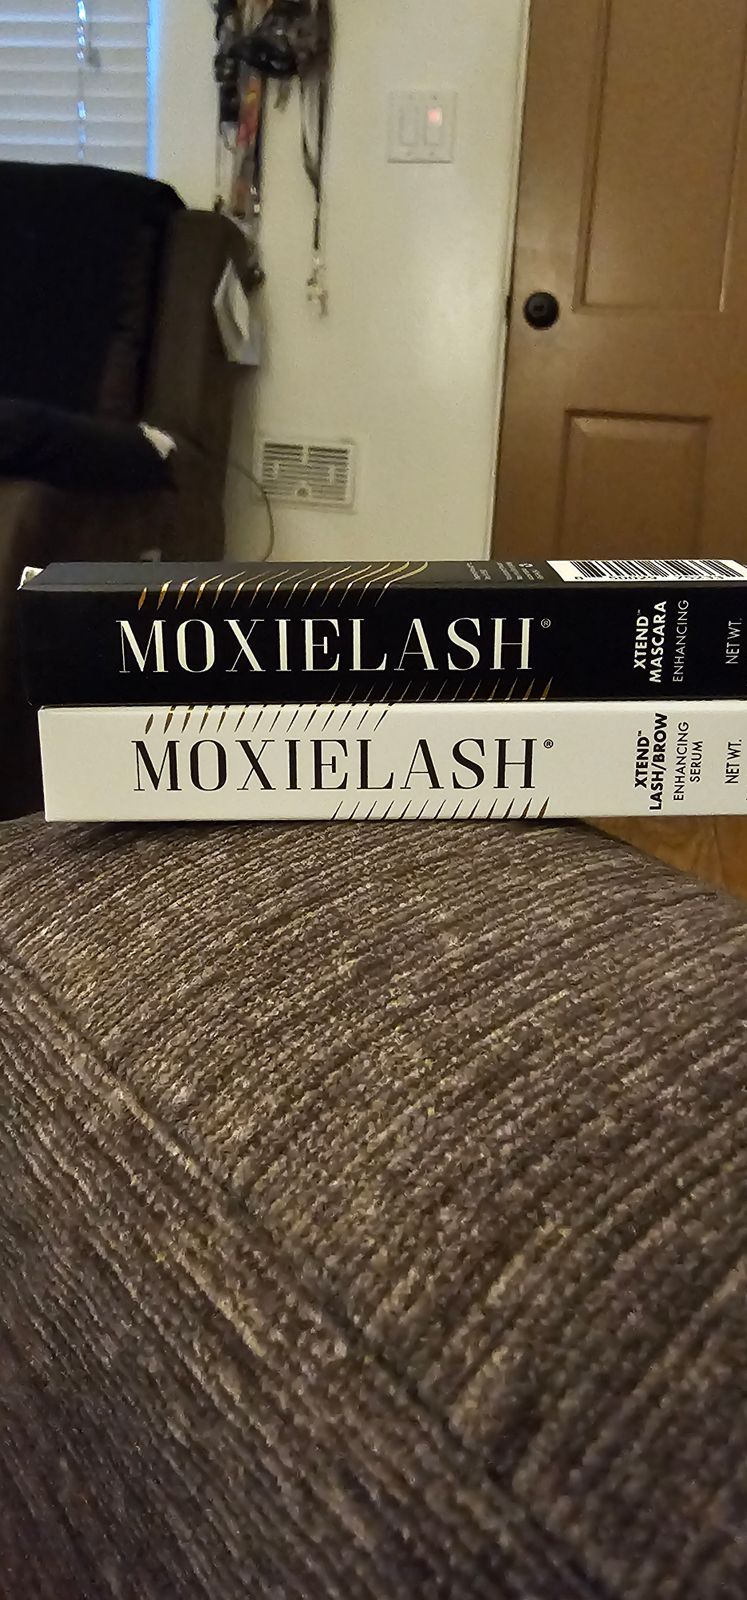 MOXIELASH®
XTEND™
MASCARA
ENHANCING
NET WT.
MOXIELASH®
XTEND™
LASH/BROW
ENHANCING
SERUM
NET WT.